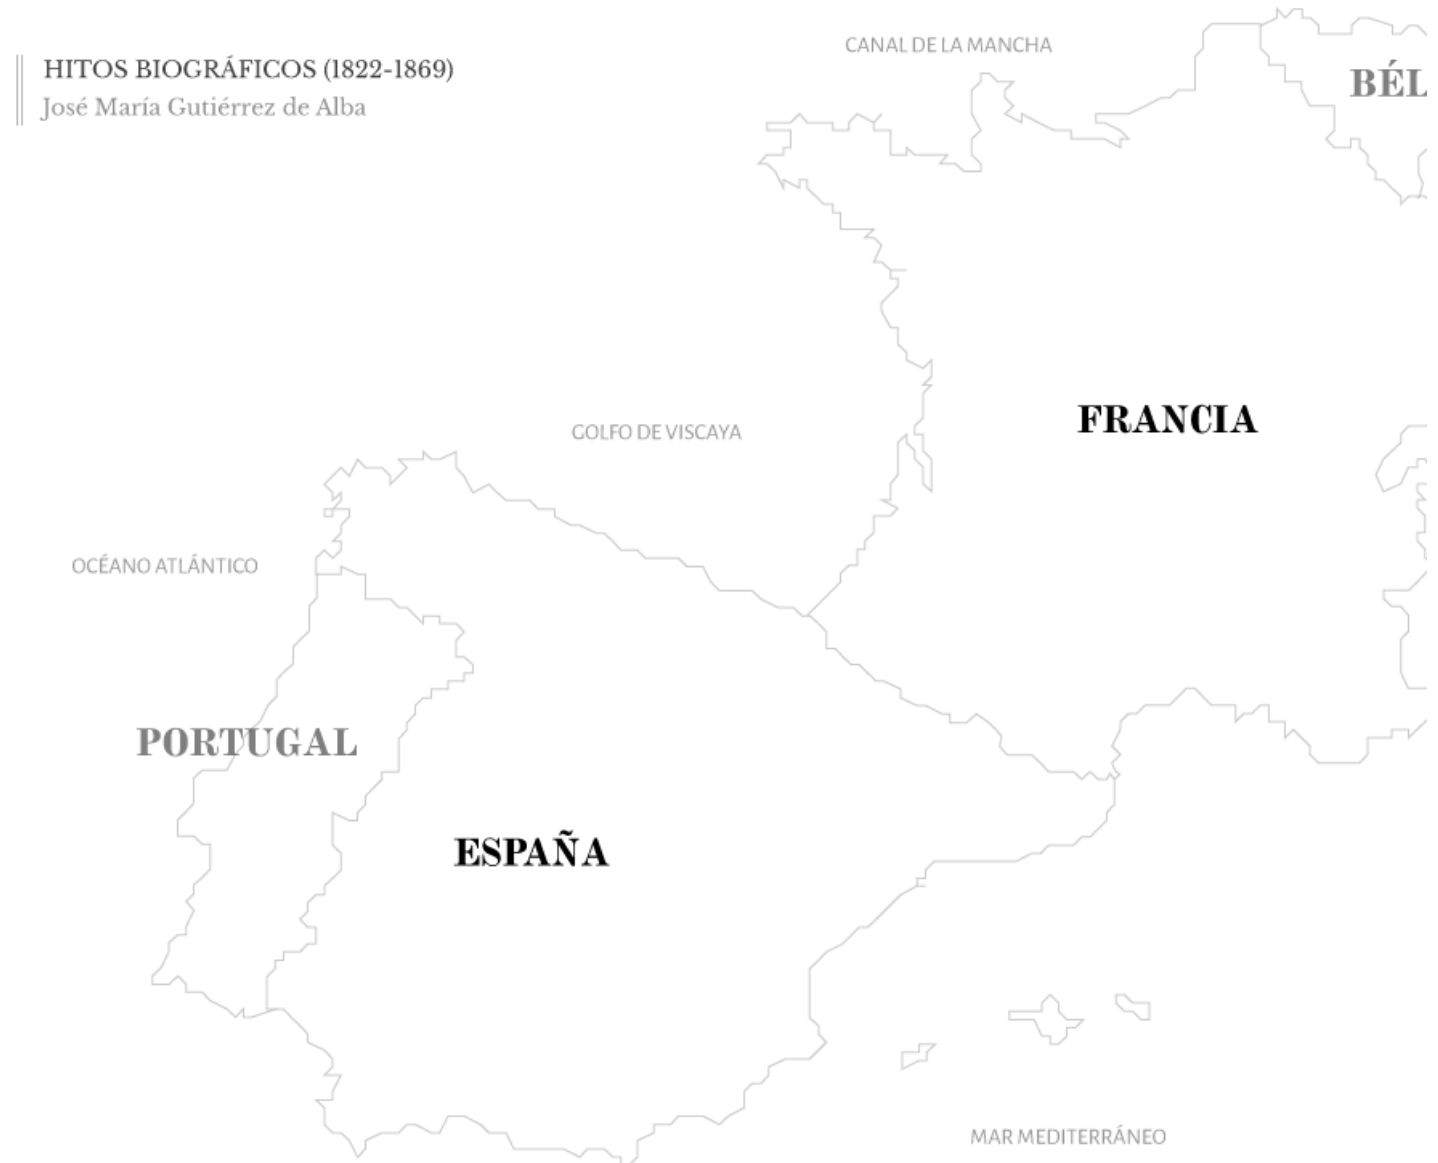 HITOS BIOGRÁFICOS (1822-1869)
José María Gutiérrez de Alba
CANAL DE LA MANCHA
BÉL
FRANCIA
GOLFO DE VISCAYA
OCÉANO ATLÁNTICO
PORTUGAL
ESPAÑA
MAR MEDITERRÁNEO